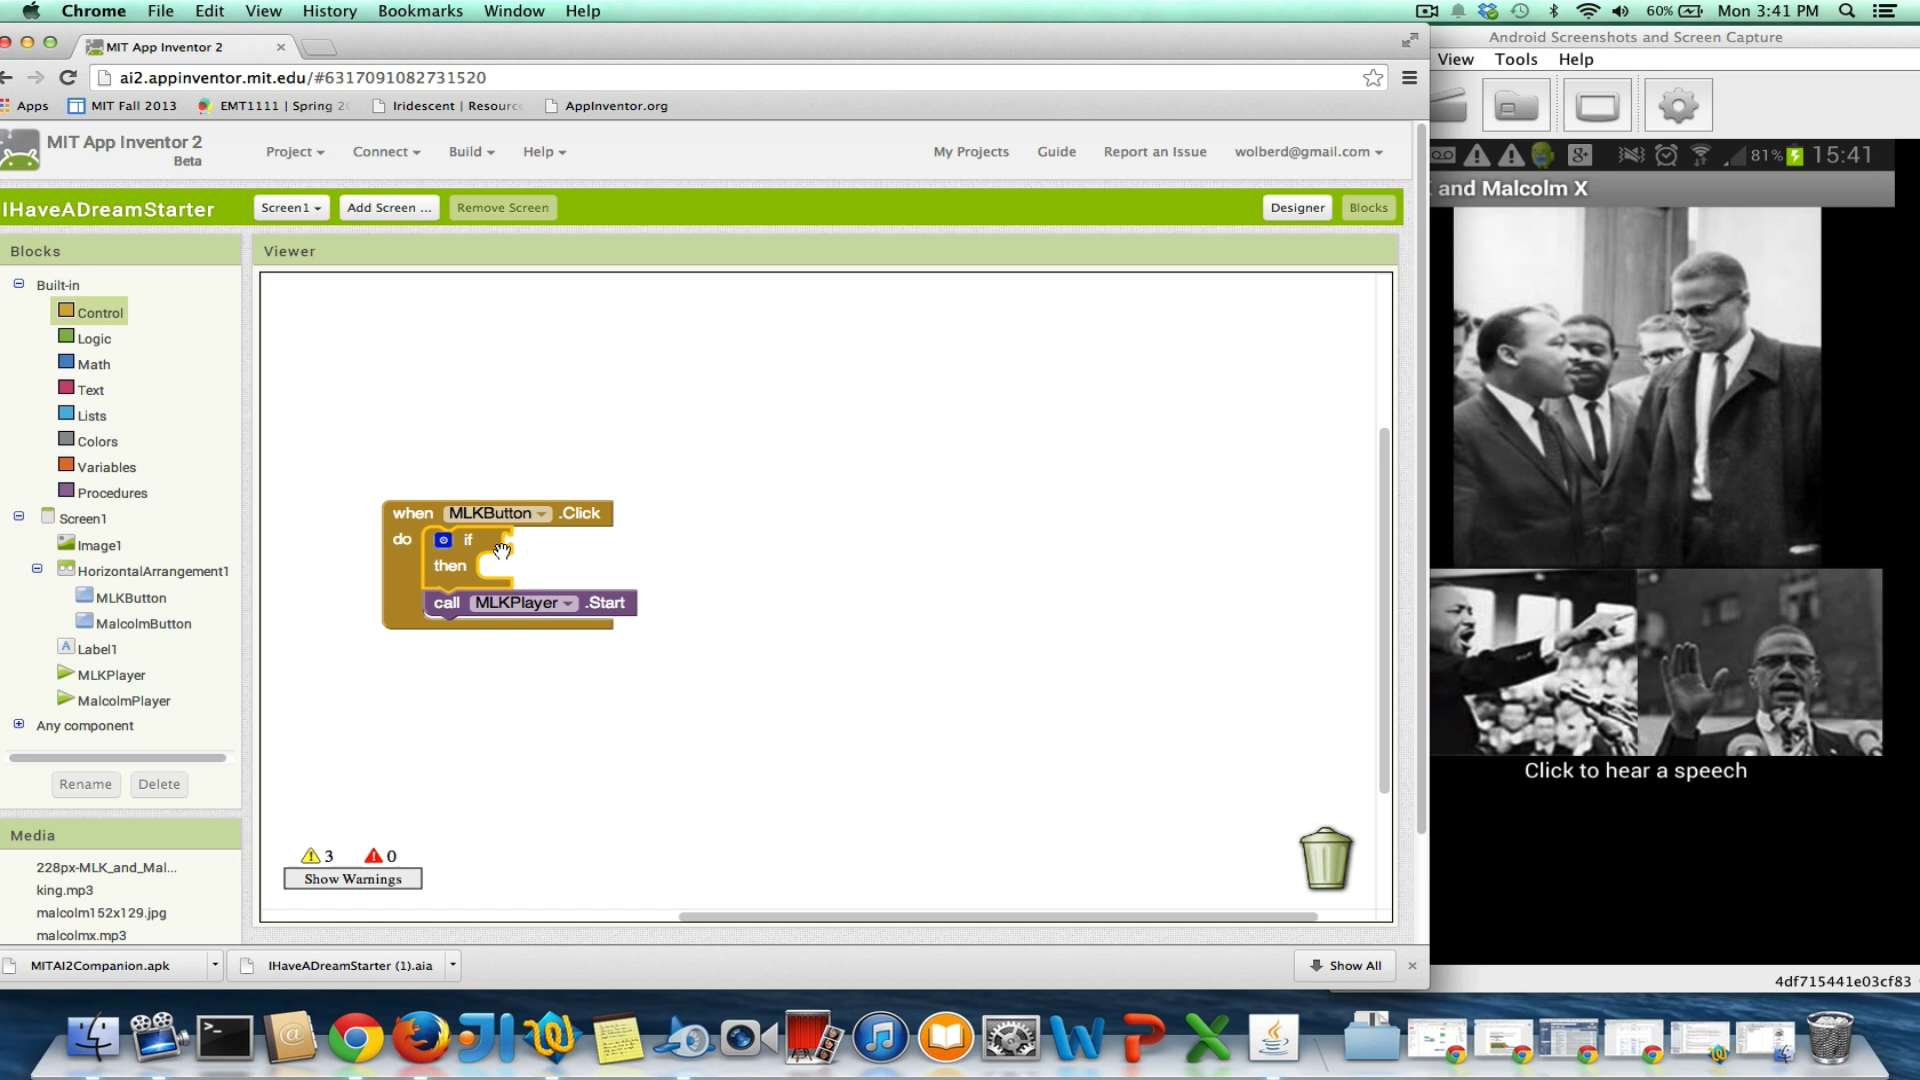 Chrome File Edit View History Bookmarks Window Help 60% Mon 3:41 PM
MIT App Inventor 2
Android Screenshots and Screen Capture
ai2.appinventor.mit.edu/#6317091082731520
View Tools Help
Apps MIT Fall 2013 EMT1111 | Spring 20 Iridescent | Resourc AppInventor.org
MIT App Inventor 2
Beta
Project Connect Build Help My Projects Guide Report an Issue wolberd@gmail.com
81% 15:41
and Malcolm X
IHaveADreamStarter Screen1 Add Screen ... Remove Screen Designer Blocks
Blocks
Viewer
Built-in
Control
Logic
Math
Text
Lists
Colors
Variables
Procedures
Screen1
Image1
HorizontalArrangement1
MLKButton
MalcolmButton
Label1
MLKPlayer
MalcolmPlayer
Any component
Rename Delete
when MLKButton .Click
do if
then
call MLKPlayer .Start
Click to hear a speech
Media
228px-MLK_and_Mal...
king.mp3
malcolm152x129.jpg
malcolmx.mp3
3 0
Show Warnings
MITAI2Companion.apk IHaveADreamStarter (1).aia Show All
4df715441e03cf83